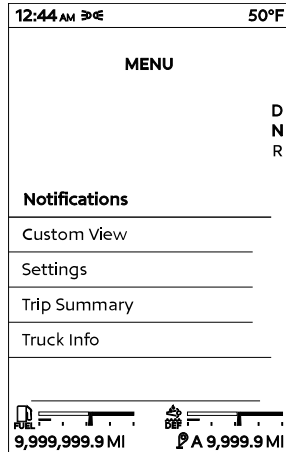 12:44 AM 50°F
MENU
D
N
R
Notifications
Custom View
Settings
Trip Summary
Truck Info
FUEL DEF
9,999,999.9 MI A 9,999.9 MI